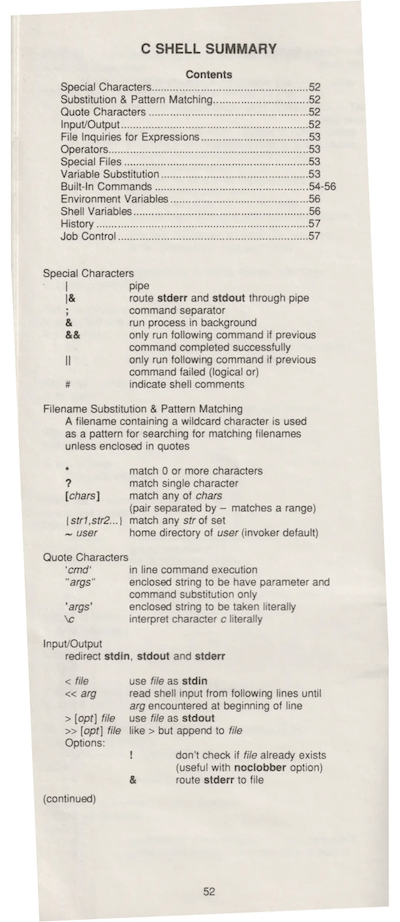 C SHELL SUMMARY
Contents
Special Characters..................................................52
Substitution & Pattern Matching..............................52
Quote Characters ..................................................52
Input/Output..........................................................52
File Inquiries for Expressions..................................53
Operators..............................................................53
Special Files ..........................................................53
Variable Substitution ..............................................53
Built-In Commands ..........................................54-56
Environment Variables............................................56
Shell Variables.......................................................56
History ..................................................................57
Job Control ............................................................57
Special Characters
| pipe
|& route stderr and stdout through pipe
; command separator
& run process in background
&& only run following command if previous
command completed successfully
|| only run following command if previous
command failed (logical or)
# indicate shell comments
Filename Substitution & Pattern Matching
A filename containing a wildcard character is used
as a pattern for searching for matching filenames
unless enclosed in quotes
* match 0 or more characters
? match single character
[chars] match any of chars
(pair separated by – matches a range)
{str1,str2...} match any str of set
~ user home directory of user (invoker default)
Quote Characters
'cmd' in line command execution
"args" enclosed string to be have parameter and
command substitution only
'args' enclosed string to be taken literally
\c interpret character c literally
Input/Output
redirect stdin, stdout and stderr
< file use file as stdin
<< arg read shell input from following lines until
arg encountered at beginning of line
> [opt] file use file as stdout
>> [opt] file like > but append to file
Options:
! don't check if file already exists
(useful with noclobber option)
& route stderr to file
(continued)
52